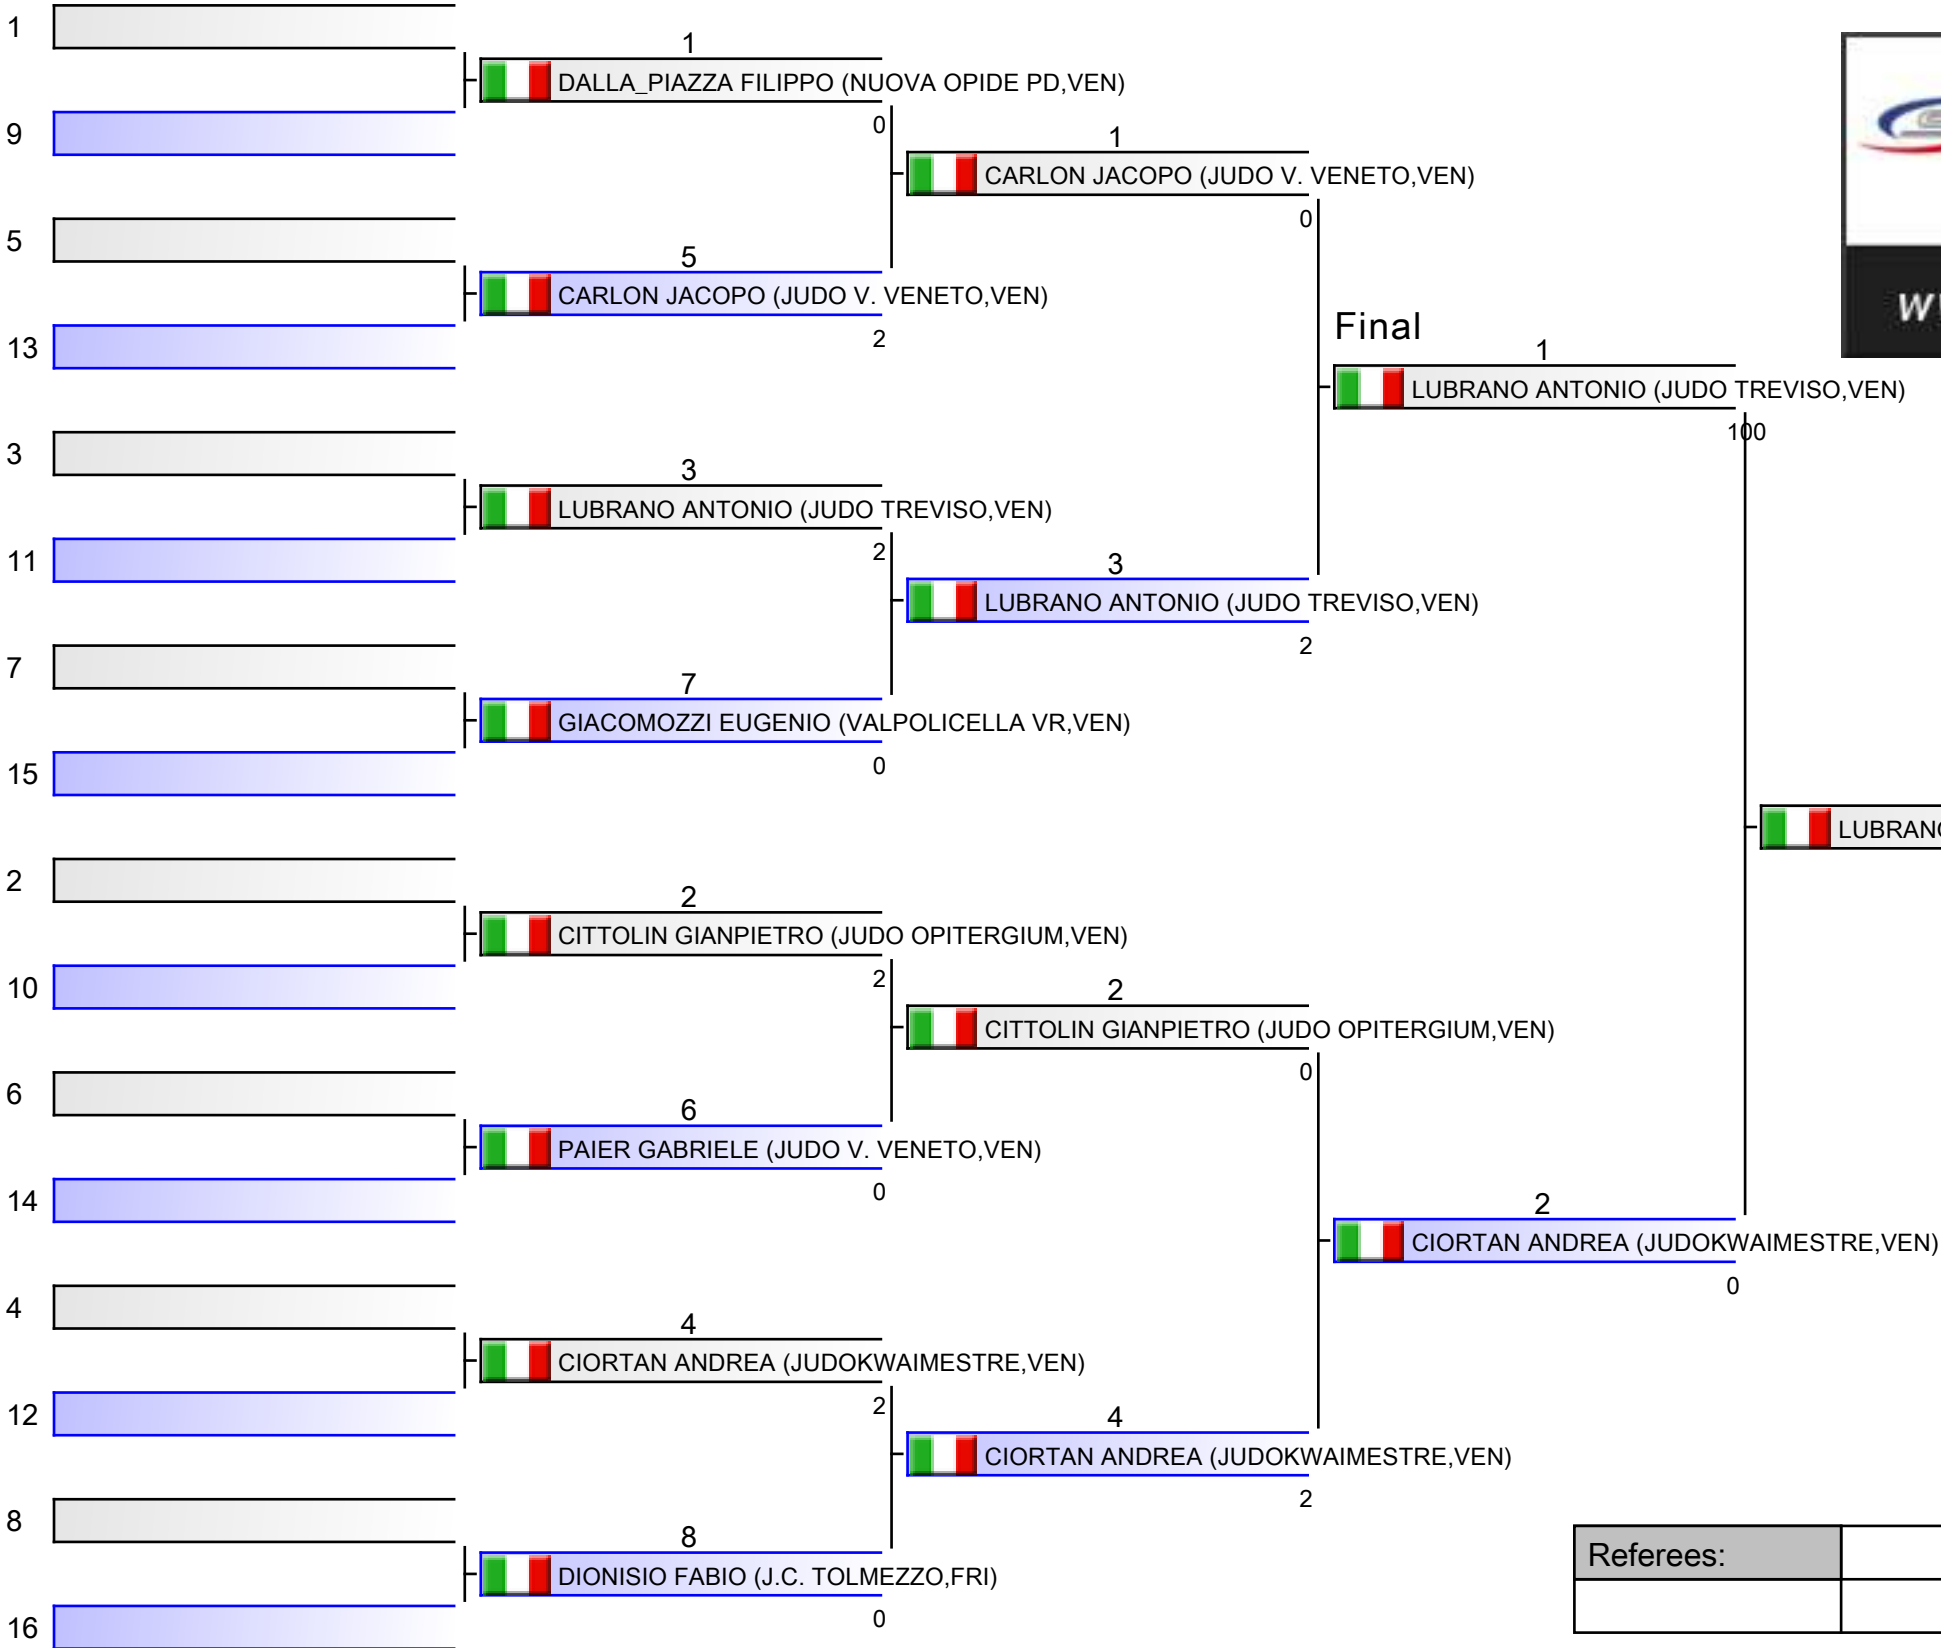 1
9
5
13
3
11
7
15
2
10
6
14
4
12
8
16
1
DALLA_PIAZZA FILIPPO (NUOVA OPIDE PD,VEN)
0
5
CARLON JACOPO (JUDO V. VENETO,VEN)
2
3
LUBRANO ANTONIO (JUDO TREVISO,VEN)
2
7
GIACOMOZZI EUGENIO (VALPOLICELLA VR,VEN)
0
2
CITTOLIN GIANPIETRO (JUDO OPITERGIUM,VEN)
2
6
PAIER GABRIELE (JUDO V. VENETO,VEN)
0
4
CIORTAN ANDREA (JUDOKWAIMESTRE,VEN)
2
8
DIONISIO FABIO (J.C. TOLMEZZO,FRI)
0
1
CARLON JACOPO (JUDO V. VENETO,VEN)
0
3
LUBRANO ANTONIO (JUDO TREVISO,VEN)
2
2
CITTOLIN GIANPIETRO (JUDO OPITERGIUM,VEN)
0
4
CIORTAN ANDREA (JUDOKWAIMESTRE,VEN)
2
Final
1
LUBRANO ANTONIO (JUDO TREVISO,VEN)
100
2
CIORTAN ANDREA (JUDOKWAIMESTRE,VEN)
0
Referees: